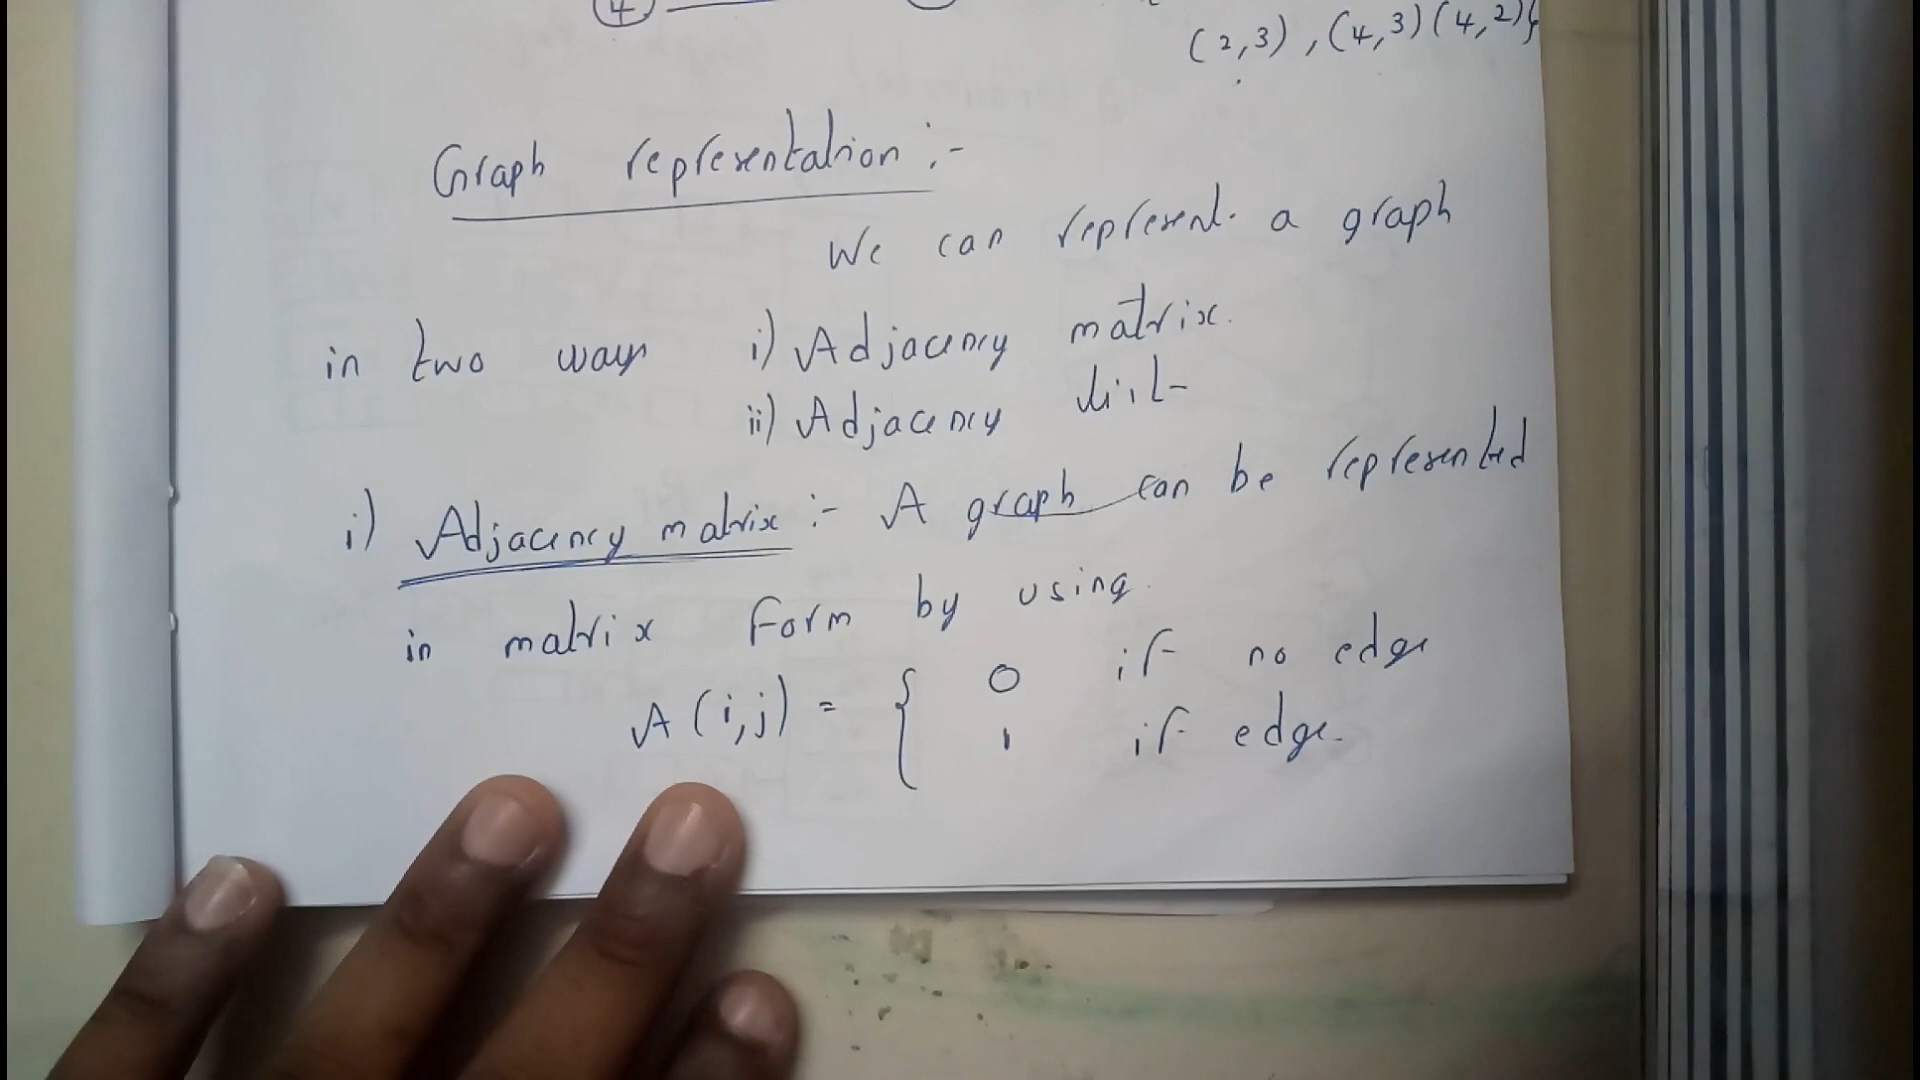 4
(2,3), (4,3) (4,2)}
Graph representation :-
We can represent a graph
in two ways i) Adjacency matrix.
ii) Adjacency list
i) Adjacency matrix :- A graph can be represented
in matrix form by using
A(i,j) = { 0 if no edge
1 if edge.